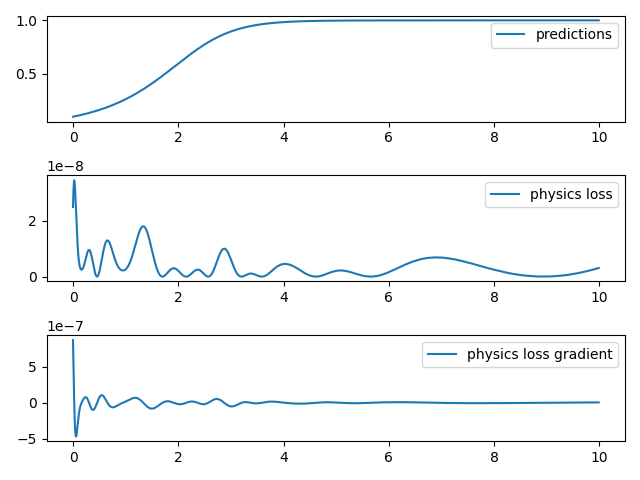 1.0
predictions
0.5
0 2 4 6 8 10
1e−8
physics loss
2
0
0 2 4 6 8 10
1e−7
physics loss gradient
5
0
−5
0 2 4 6 8 10